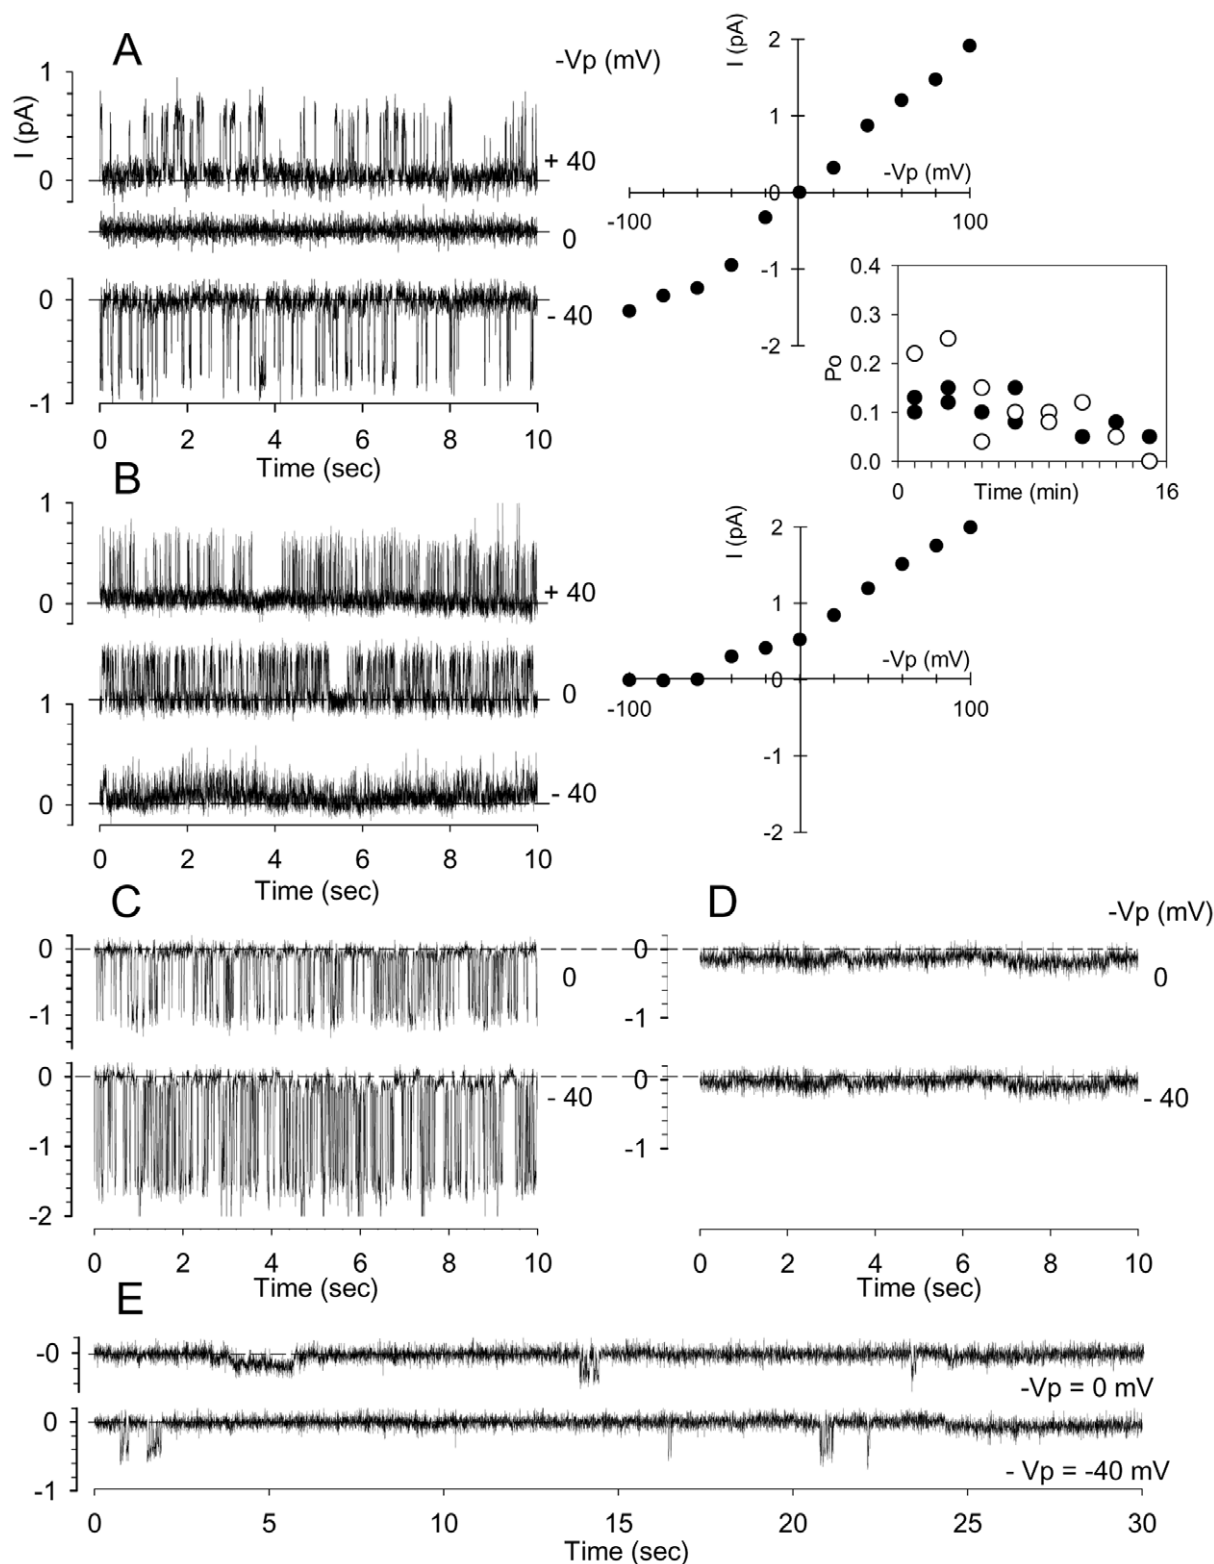 A
-Vp (mV)
I (pA)
1
0
+ 40
0
0
- 40
-1
0 2 4 6 8 10
Time (sec)
I (pA)
2
1
0
-Vp (mV)
-100
100
-1
-2
Po
0.4
0.3
0.2
0.1
0.0
0 Time (min) 16
B
1
0
+ 40
0
1
0
- 40
0 2 4 6 8 10
Time (sec)
I (pA)
2
1
-Vp (mV)
0
-100
100
-1
-2
C
0
0
-1
0
- 40
-1
-2
0 2 4 6 8 10
Time (sec)
D
-Vp (mV)
0
0
-1
0
- 40
-1
0 2 4 6 8 10
Time (sec)
E
-0
-Vp = 0 mV
0
- Vp = -40 mV
-1
0 5 10 15 20 25 30
Time (sec)